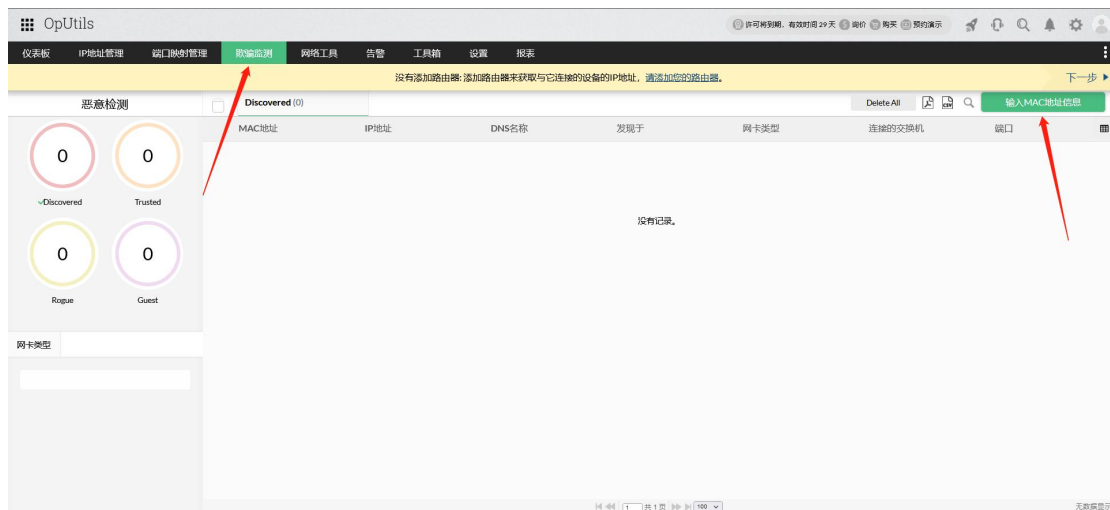 OpUtils
许可将到期，有效时间 29 天 询价 购买 预约演示
仪表板 IP地址管理 端口映射管理 欺骗监测 网络工具 告警 工具箱 设置 报表
没有添加路由器: 添加路由器来获取与它连接的设备的IP地址，请添加您的路由器。 下一步
恶意检测 Discovered (0) Delete All 输入MAC地址信息
MAC地址 IP地址 DNS名称 发现于 网卡类型 连接的交换机 端口
0 0
Discovered Trusted
没有记录。
0 0
Rogue Guest
网卡类型
1 共 1 页 100 无数据显示